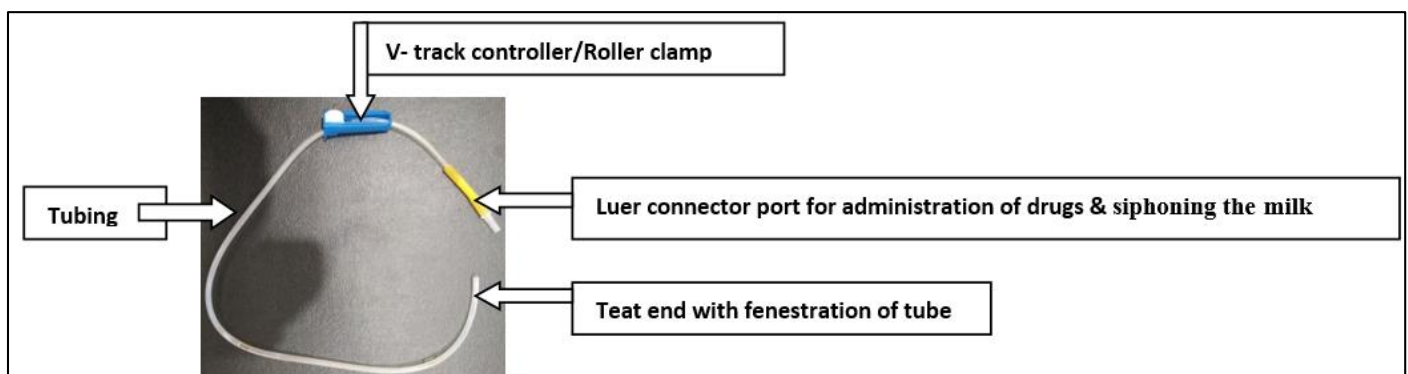 V- track controller/Roller clamp
Tubing
Luer connector port for administration of drugs & siphoning the milk
Teat end with fenestration of tube